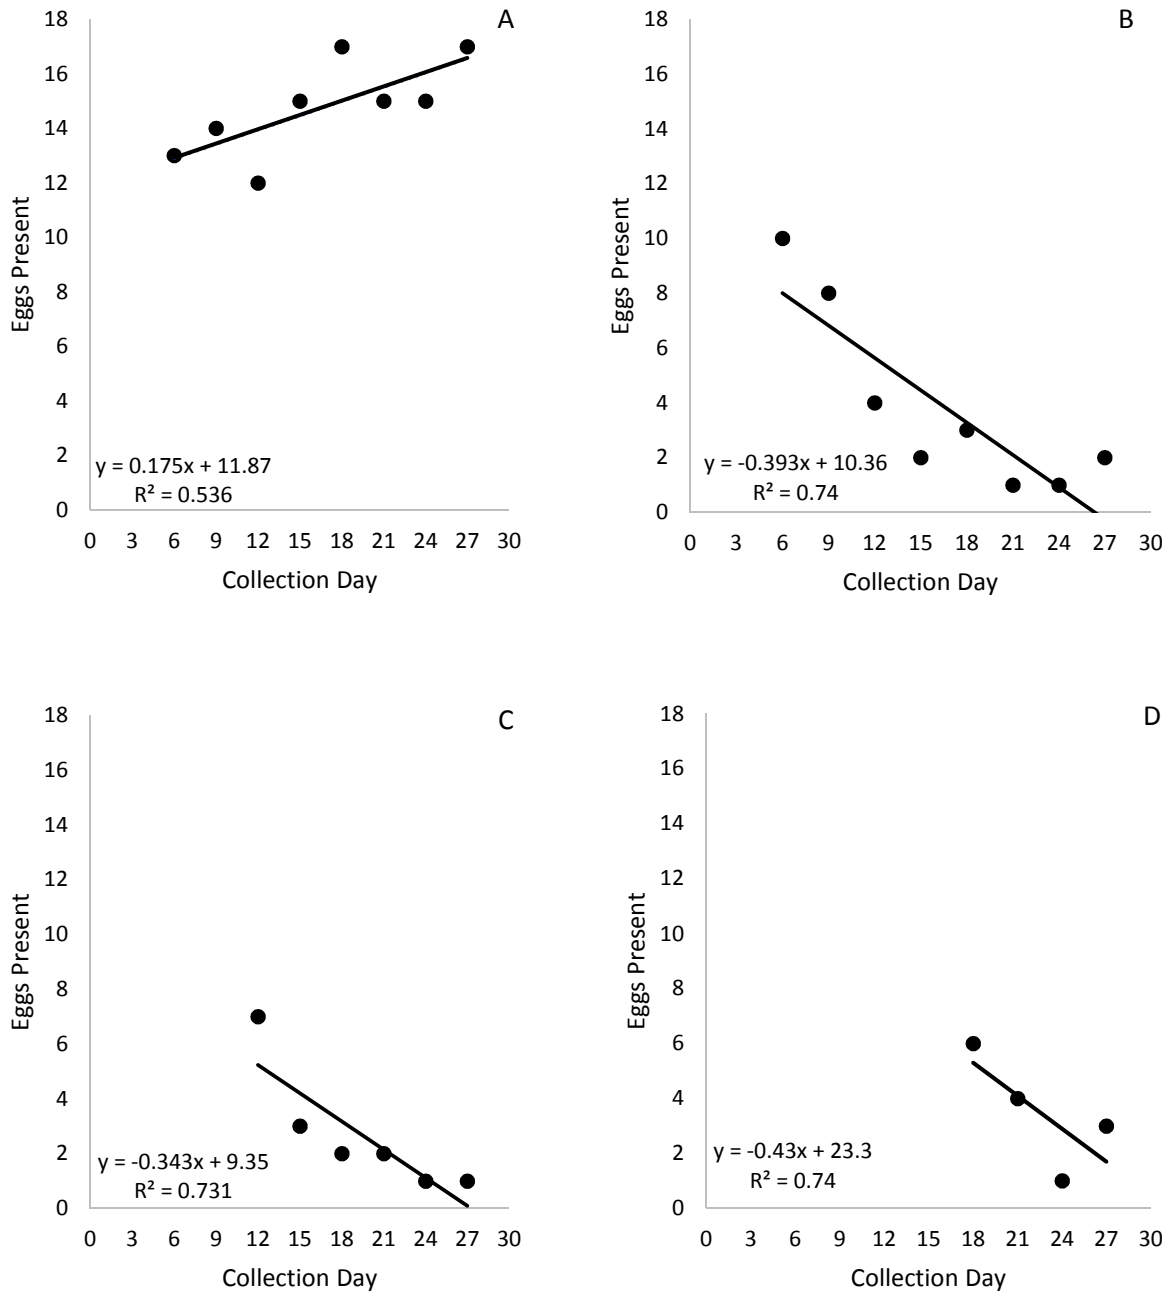 A
18
16
14
12
10
8
6
4
2
0
Eggs Present
y = 0.175x + 11.87
R² = 0.536
0 3 6 9 12 15 18 21 24 27 30
Collection Day
B
18
16
14
12
10
8
6
4
2
0
Eggs Present
y = -0.393x + 10.36
R² = 0.74
0 3 6 9 12 15 18 21 24 27 30
Collection Day
C
18
16
14
12
10
8
6
4
2
0
Eggs Present
y = -0.343x + 9.35
R² = 0.731
0 3 6 9 12 15 18 21 24 27 30
Collection Day
D
18
16
14
12
10
8
6
4
2
0
Eggs Present
y = -0.43x + 23.3
R² = 0.74
0 3 6 9 12 15 18 21 24 27 30
Collection Day